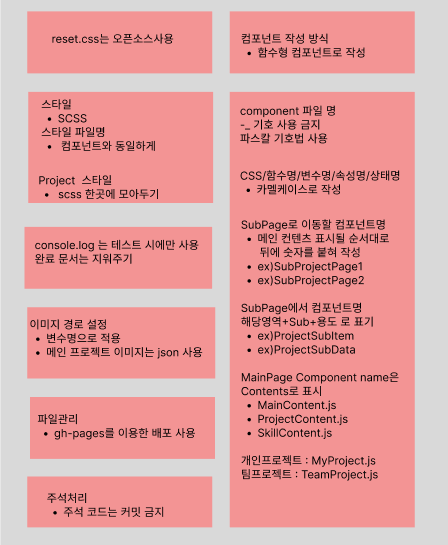 reset.css는 오픈소스사용
스타일
• SCSS
스타일 파일명
• 컴포넌트와 동일하게
Project 스타일
• scss 한곳에 모아두기
console.log 는 테스트 시에만 사용
완료 문서는 지워주기
이미지 경로 설정
• 변수명으로 적용
• 메인 프로젝트 이미지는 json 사용
파일관리
• gh-pages를 이용한 배포 사용
주석처리
• 주석 코드는 커밋 금지
컴포넌트 작성 방식
• 함수형 컴포넌트로 작성
component 파일 명
-_ 기호 사용 금지
파스칼 기호법 사용
CSS/함수명/변수명/속성명/상태명
• 카멜케이스로 작성
SubPage로 이동할 컴포넌트명
• 메인 컨텐츠 표시될 순서대로
뒤에 숫자를 붙혀 작성
• ex)SubProjectPage1
• ex)SubProjectPage2
SubPage에서 컴포넌트명
해당영역+Sub+용도 로 표기
• ex)ProjectSubItem
• ex)ProjectSubData
MainPage Component name은
Contents로 표시
• MainContent.js
• ProjectContent.js
• SkillContent.js
개인프로젝트 : MyProject.js
팀프로젝트 : TeamProject.js